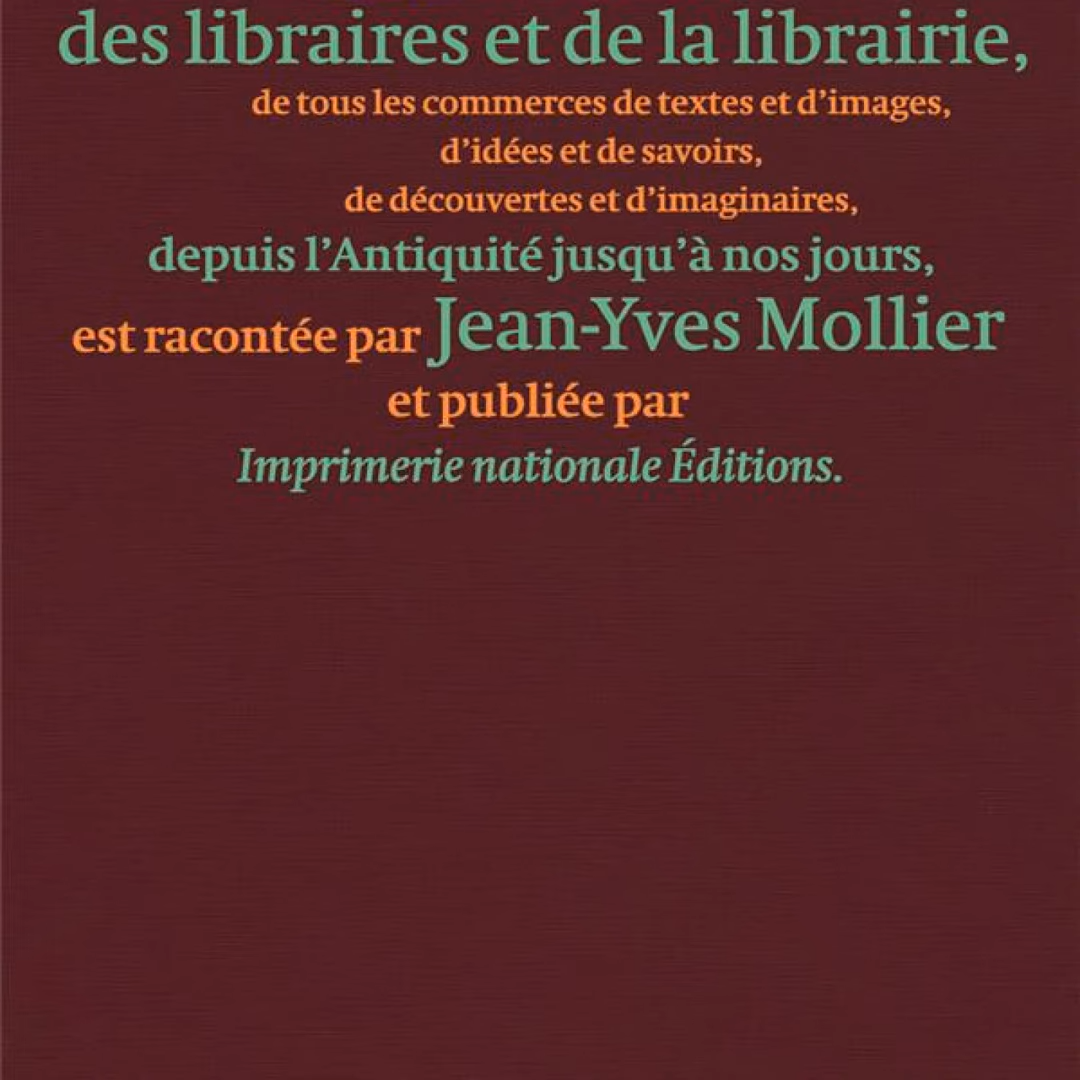 des libraires et de la librairie,
de tous les commerces de textes et d’images,
d’idées et de savoirs,
de découvertes et d’imaginaires,
depuis l’Antiquité jusqu’à nos jours,
est racontée par Jean-Yves Mollier
et publiée par
Imprimerie nationale Éditions.